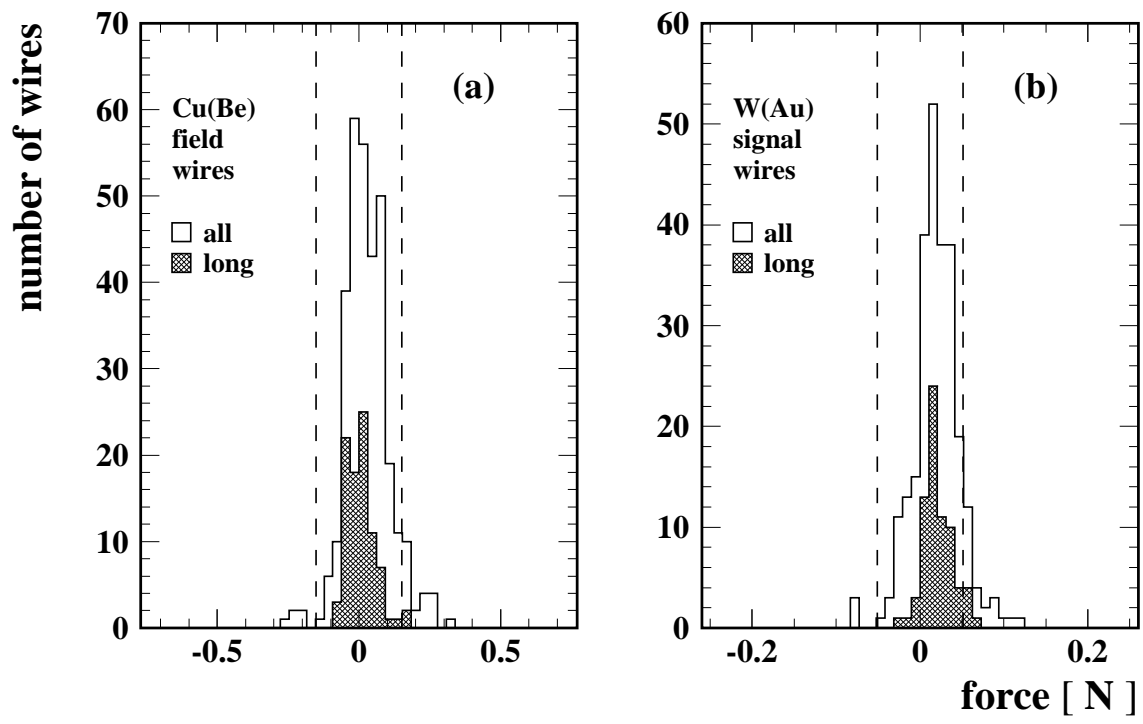 number of wires
70
60
50
40
30
20
10
0
(a)
Cu(Be)
field
wires
all
long
-0.5
0
0.5
60
50
40
30
20
10
0
(b)
W(Au)
signal
wires
all
long
-0.2
0
0.2
force [ N ]